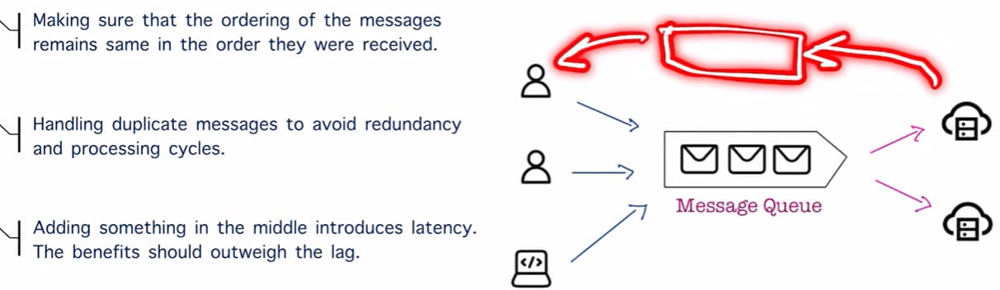 Making sure that the ordering of the messages
remains same in the order they were received.
Handling duplicate messages to avoid redundancy
and processing cycles.
Adding something in the middle introduces latency.
The benefits should outweigh the lag.
</>
Message Queue